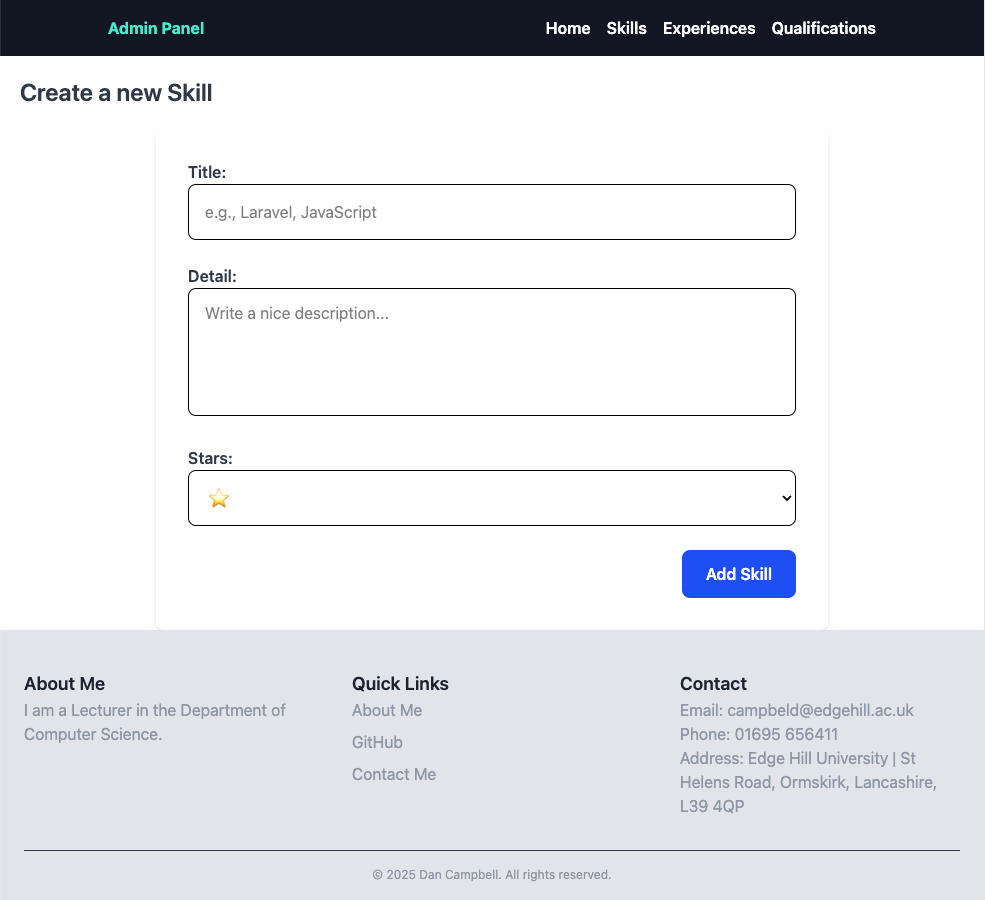 Admin Panel
Home Skills Experiences Qualifications
Create a new Skill
Title:
e.g., Laravel, JavaScript
Detail:
Write a nice description...
Stars:
Add Skill
About Me
I am a Lecturer in the Department of
Computer Science.
Quick Links
About Me
GitHub
Contact Me
Contact
Email: campbeld@edgehill.ac.uk
Phone: 01695 656411
Address: Edge Hill University | St
Helens Road, Ormskirk, Lancashire,
L39 4QP
© 2025 Dan Campbell. All rights reserved.